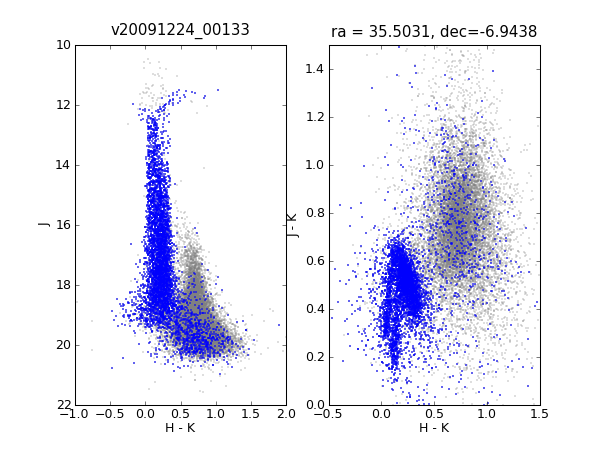 v20091224_00133
10
12
14
16
18
20
22
J
−1.0 −0.5 0.0 0.5 1.0 1.5 2.0
H - K
ra = 35.5031, dec=-6.9438
1.4
1.2
1.0
0.8
0.6
0.4
0.2
0.0
J - K
−0.5 0.0 0.5 1.0 1.5
H - K